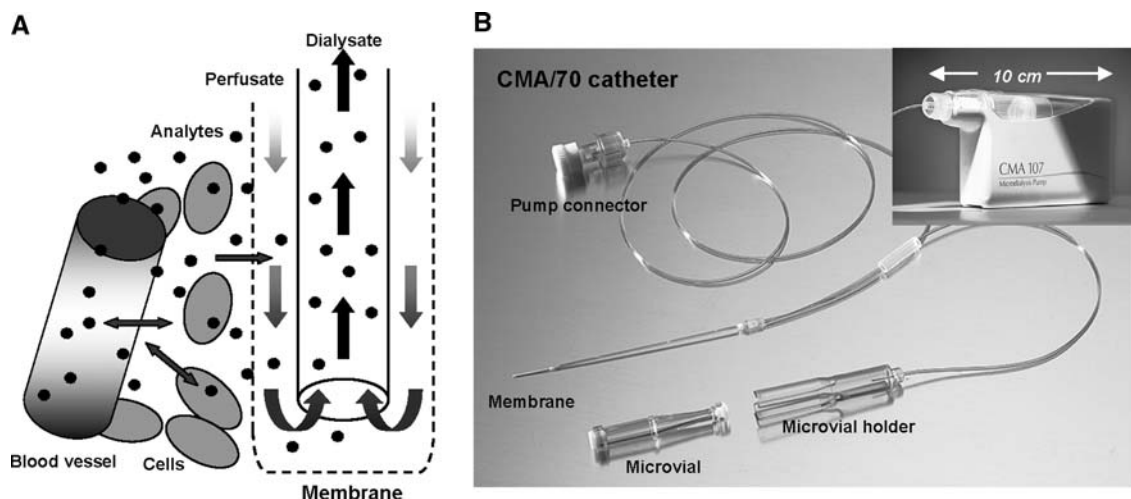 A
Dialysate
Perfusate
Analytes
Blood vessel
Cells
Membrane
B
CMA/70 catheter
10 cm
CMA 107
Microdialysis Pump
Pump connector
Membrane
Microvial holder
Microvial